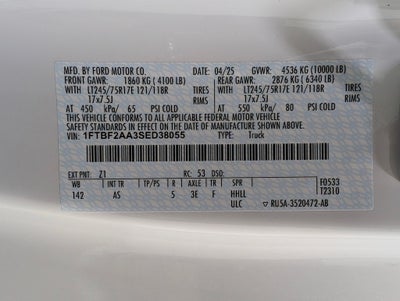 MFD. BY FORD MOTOR CO. 04/25 GVWR: 4536 KG (10000 LB)
FRONT GAWR: 1860 KG ( 4100 LB) REAR GAWR: 2876 KG ( 6340 LB)
WITH WITH
LT245/75R17E 121/118R TIRES LT245/75R17E 121/118R TIRES
17x7.5J RIMS 17x7.5J RIMS
AT 450 kPa/ 65 PSI COLD AT 550 kPa/ 80 PSI COLD
THIS VEHICLE CONFORMS TO ALL APPLICABLE FEDERAL MOTOR VEHICLE
SAFETY STANDARDS IN EFFECT ON THE DATE OF MANUFACTURE SHOWN ABOVE.
VIN: 1FTBF2AA3SED38055 TYPE: Truck
EXT PNT: Z1 RC: 53 DSO:
WB INT TR TP/PS R AXLE TR SPR F0533
142 AS 5 3E F HHLL T2310
ULC RU5A-3520472-AB